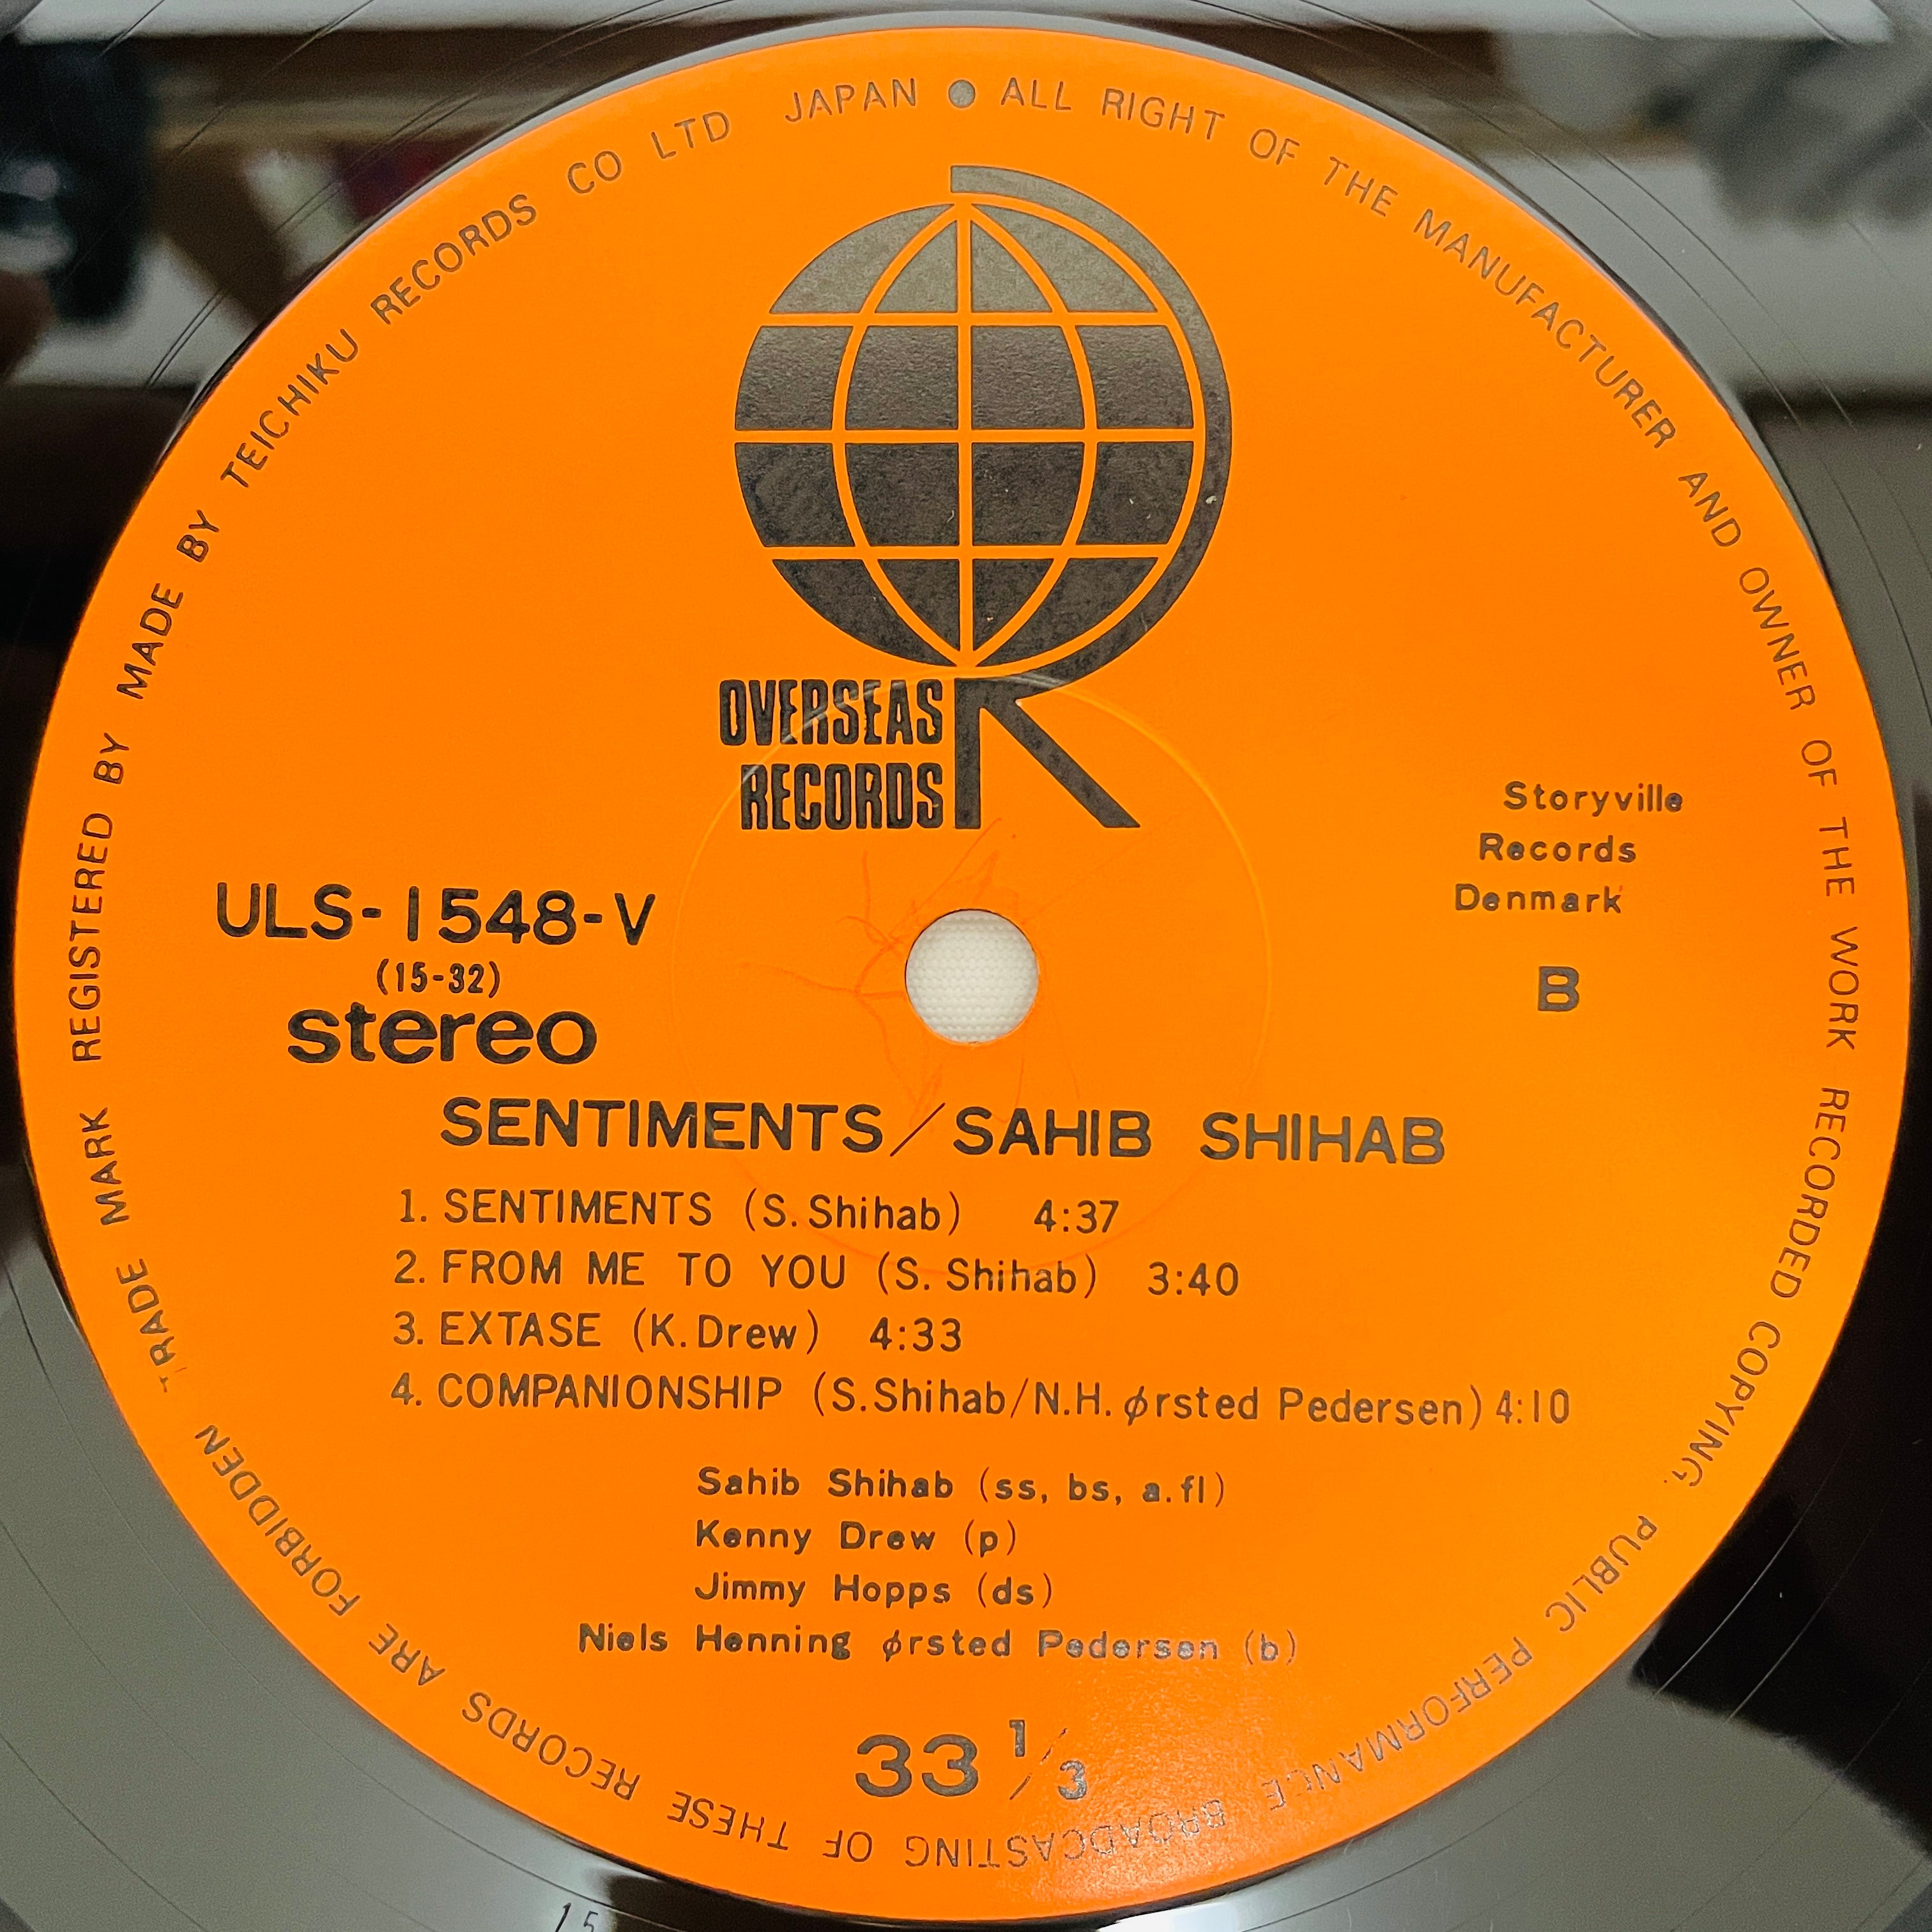 TRADE MARK REGISTERED BY MADE BY TEICHIKU RECORDS CO LTD JAPAN ● ALL RIGHT OF THE MANUFACTURER AND OWNER OF THE WORK RECORDED COPYING. PUBLIC PERFORMANCE BROADCASTING OF THESE RECORDS ARE FORBIDDEN
OVERSEAS
RECORDS
R
Storyville
Records
Denmark
ULS-1548-V
(15-32)
stereo
B
SENTIMENTS/SAHIB SHIHAB
1. SENTIMENTS (S. Shihab) 4:37
2. FROM ME TO YOU (S. Shihab) 3:40
3. EXTASE (K. Drew) 4:33
4. COMPANIONSHIP (S.Shihab/N.H. ørsted Pedersen) 4:10
Sahib Shihab (ss, bs, a.fl)
Kenny Drew (p)
Jimmy Hopps (ds)
Niels Henning ørsted Pedersen (b)
33 1/3
15